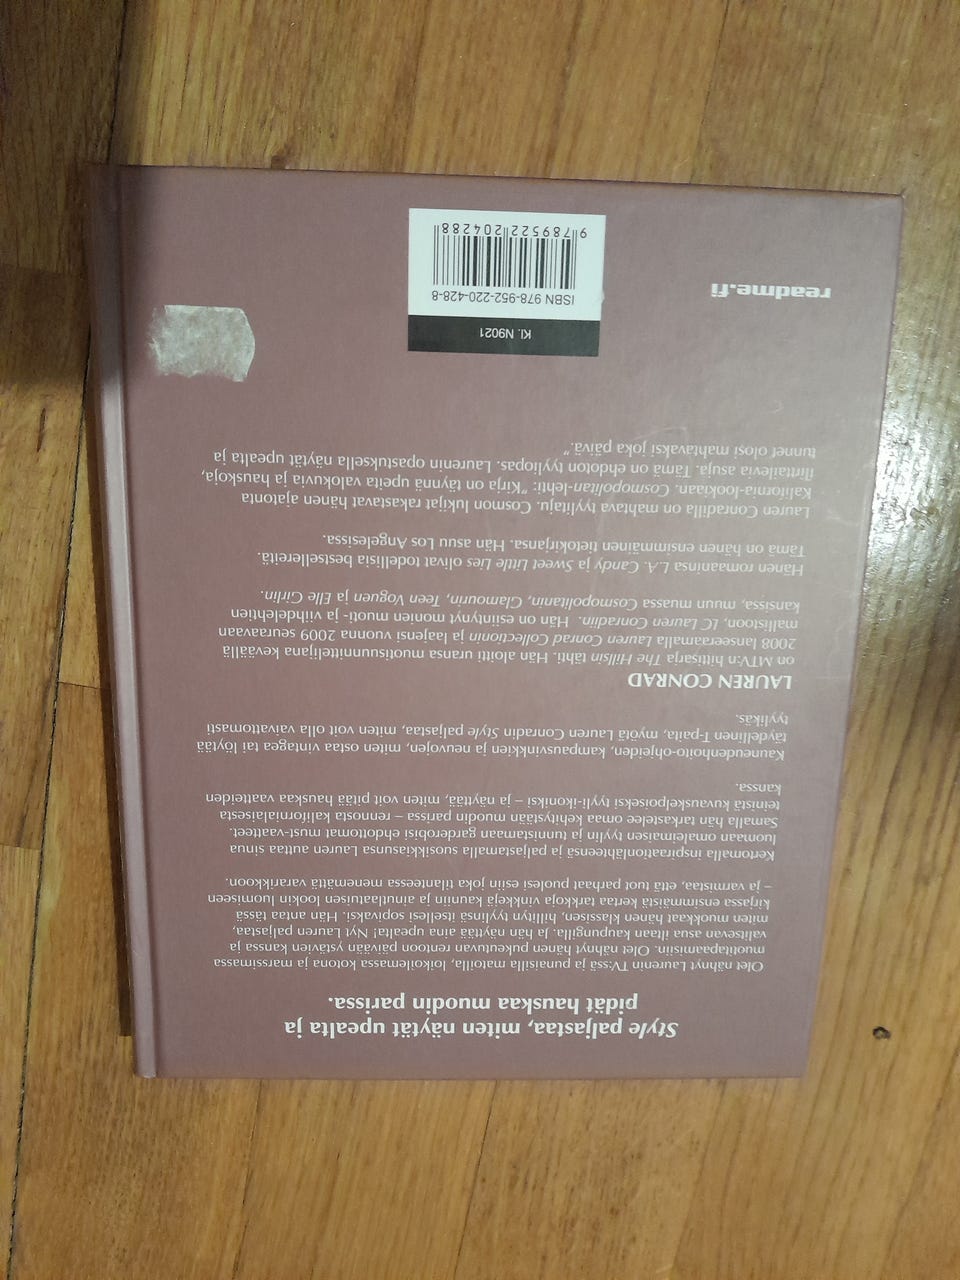 Style paljastaa, miten näytät upealta ja
pidät hauskaa muodin parissa.
Olet nähnyt Laurenin TV:ssä ja punaisilla matoilla, loikoilemassa kotona ja marsimassa
muotitapaamisiin. Olet nähnyt hänen pukeutuvan rentoon päivään ystävien kanssa ja
valitsevan asua iltaan kaupungilla. Ja hän näyttää aina upealta! Nyt Lauren paljastaa,
miten muokkaat hänen klassisen, hillityn tyylinsä itsellesi sopivaksi. Hän antaa tässä
kirjassa ensimmäistä kertaa tarkkoja vinkkejä kauniin ja ainutlaatuisen lookin luomiseen
– ja varmistaa, että tuot parhaat puolesi esiin joka tilanteessa menemättä vararikkoon.
Kertomalla inspiraationlähteensä ja paljastamalla suosikkiasunsa Lauren auttaa sinua
luomaan omaleimaisen tyylin ja tunnistamaan garderobisi ehdottomat must-vaatteet.
Samalla hän tarkastelee omaa kehitystään muodin parissa – rennosta kalifornialaisesta
teinistä kuvauskelpoiseksi tyyli-ikoniksi – ja näyttää, miten voit pitää hauskaa vaatteiden
kanssa.
Kauneudenhoito-ohjeiden, kampausvinkkien ja neuvojen, miten ostaa vintagea tai löytää
täydellinen T-paita, myötä Lauren Conradin Style paljastaa, miten voit olla vaivattomasti
tyylikäs.
LAUREN CONRAD
on MTV:n hittisarja The Hillsin tähti. Hän aloitti uransa muotisuunnittelijana keväällä
2008 lanseeraamalla Lauren Conrad Collectionin ja laajensi vuonna 2009 seuraavaan
mallistoon, LC Lauren Conradiin. Hän on esiintynyt monien muoti- ja viihdelehtien
kansissa, muun muassa Cosmopolitanin, Glamourin, Teen Voguen ja Elle Girlin.
Hänen romaaninsa L.A. Candy ja Sweet Little Lies olivat todellisia bestsellereitä.
Tämä on hänen ensimmäinen tietokirjansa. Hän asuu Los Angelesissa.
Lauren Conradilla on mahtava tyylitaju. Cosmon lukijat rakastavat hänen ajatonta
Kalifornia-lookiaan. Cosmopolitan-lehti: ”Kirja on täynnä upeita valokuvia ja hauskoja,
flirttailevia asuja. Tämä on ehdoton tyyliopas. Laurenin opastuksella näytät upealta ja
tunnet olosi mahtavaksi joka päivä.”
readme.fi
Kl. N9021
ISBN 978-952-220-428-8
9 789522 204288